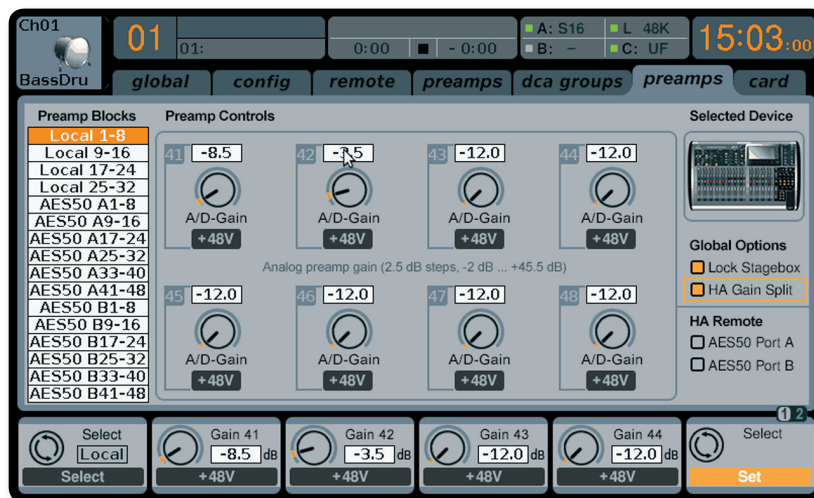 Ch01
BassDru
01
01:
0:00
- 0:00
A: S16
L 48K
B: –
C: UF
15:03:00
global
config
remote
preamps
dca groups
preamps
card
Preamp Blocks
Local 1-8
Local 9-16
Local 17-24
Local 25-32
AES50 A1-8
AES50 A9-16
AES50 A17-24
AES50 A25-32
AES50 A33-40
AES50 A41-48
AES50 B1-8
AES50 B9-16
AES50 B17-24
AES50 B25-32
AES50 B33-40
AES50 B41-48
Preamp Controls
41 -8.5
42 -3.5
43 -12.0
44 -12.0
A/D-Gain
A/D-Gain
A/D-Gain
A/D-Gain
+48V
+48V
+48V
+48V
Analog preamp gain (2.5 dB steps, -2 dB ... +45.5 dB)
45 -12.0
46 -12.0
47 -12.0
48 -12.0
A/D-Gain
A/D-Gain
A/D-Gain
A/D-Gain
+48V
+48V
+48V
+48V
Selected Device
Global Options
Lock Stagebox
HA Gain Split
HA Remote
AES50 Port A
AES50 Port B
1 2
Select
Local
Select
Gain 41
-8.5 dB
+48V
Gain 42
-3.5 dB
+48V
Gain 43
-12.0 dB
+48V
Gain 44
-12.0 dB
+48V
Select
Set